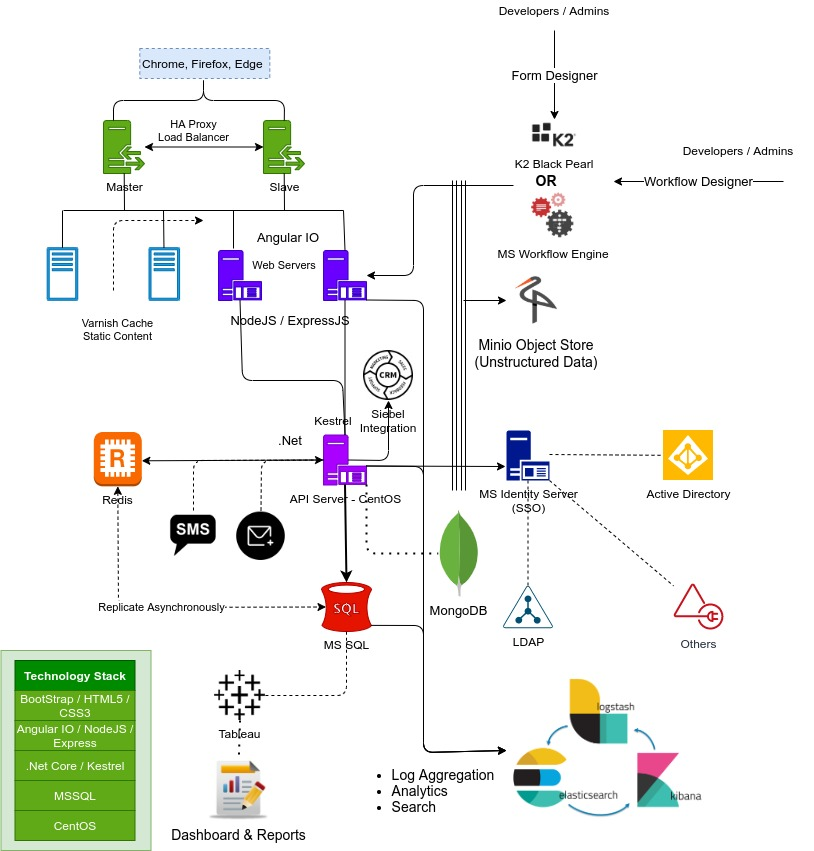 Developers / Admins
Chrome, Firefox, Edge
Form Designer
HA Proxy
Load Balancer
K2
K2 Black Pearl
Developers / Admins
OR
Workflow Designer
Master
Slave
Angular IO
Web Servers
MS Workflow Engine
Varnish Cache
Static Content
NodeJS / ExpressJS
Minio Object Store
(Unstructured Data)
CRM
Siebel
Integration
Kestrel
.Net
R
Redis
API Server - CentOS
MS Identity Server
(SSO)
Active Directory
SMS
SQL
MS SQL
Replicate Asynchronously
MongoDB
LDAP
Others
Technology Stack
BootStrap / HTML5 /
CSS3
Angular IO / NodeJS /
Express
.Net Core / Kestrel
MSSQL
CentOS
Tableau
Dashboard & Reports
• Log Aggregation
• Analytics
• Search
logstash
elasticsearch
kibana